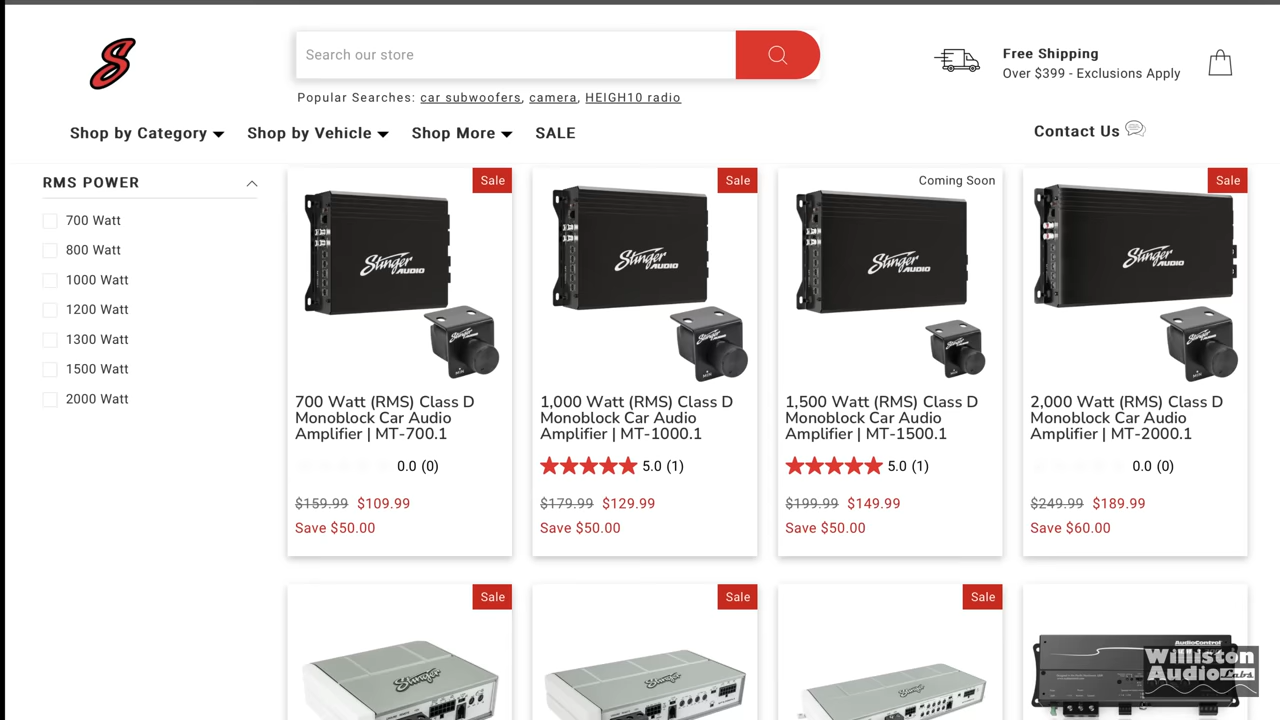 S
Search our store
Free Shipping
Over $399 - Exclusions Apply
Popular Searches: car subwoofers, camera, HEIGH10 radio
Shop by Category
Shop by Vehicle
Shop More
SALE
Contact Us
RMS POWER
700 Watt
800 Watt
1000 Watt
1200 Watt
1300 Watt
1500 Watt
2000 Watt
Sale
Stinger
AUDIO
700 Watt (RMS) Class D
Monoblock Car Audio
Amplifier | MT-700.1
0.0 (0)
$159.99 $109.99
Save $50.00
Sale
Stinger
AUDIO
1,000 Watt (RMS) Class D
Monoblock Car Audio
Amplifier | MT-1000.1
5.0 (1)
$179.99 $129.99
Save $50.00
Coming Soon
Stinger
AUDIO
1,500 Watt (RMS) Class D
Monoblock Car Audio
Amplifier | MT-1500.1
5.0 (1)
$199.99 $149.99
Save $50.00
Sale
Stinger
AUDIO
2,000 Watt (RMS) Class D
Monoblock Car Audio
Amplifier | MT-2000.1
0.0 (0)
$249.99 $189.99
Save $60.00
Sale
Stinger
Sale
Stinger
Sale
Stinger
AudioControl
Williston
Audio Labs